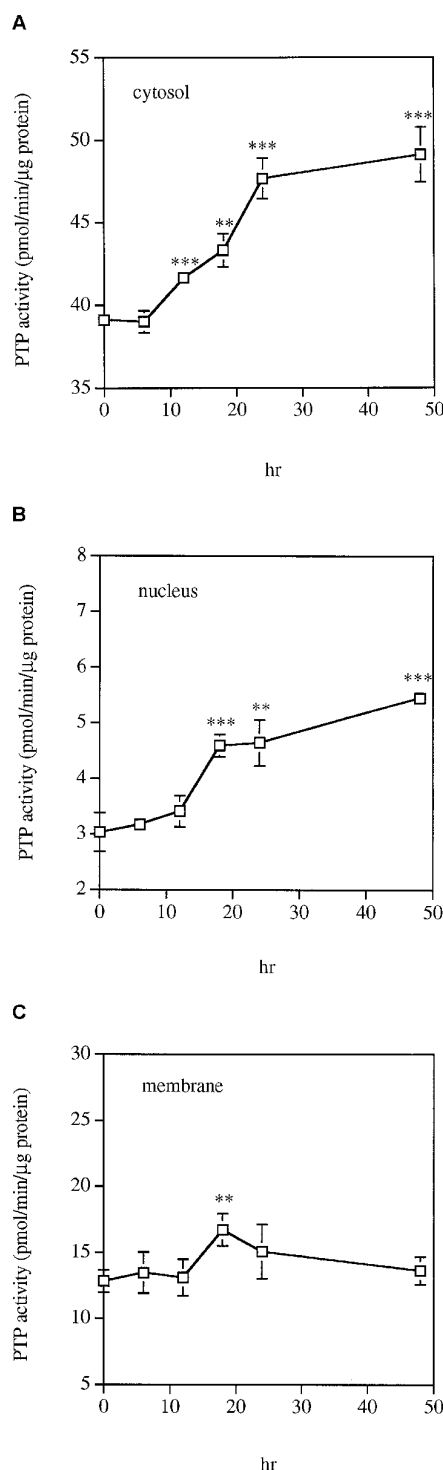 A
PTP activity (pmol/min/µg protein)
55
50
45
40
35
cytosol
***
**
***
***
0 10 20 30 40 50
hr
B
PTP activity (pmol/min/µg protein)
8
7
6
5
4
3
2
nucleus
***
**
***
0 10 20 30 40 50
hr
C
PTP activity (pmol/min/µg protein)
30
25
20
15
10
5
membrane
**
0 10 20 30 40 50
hr